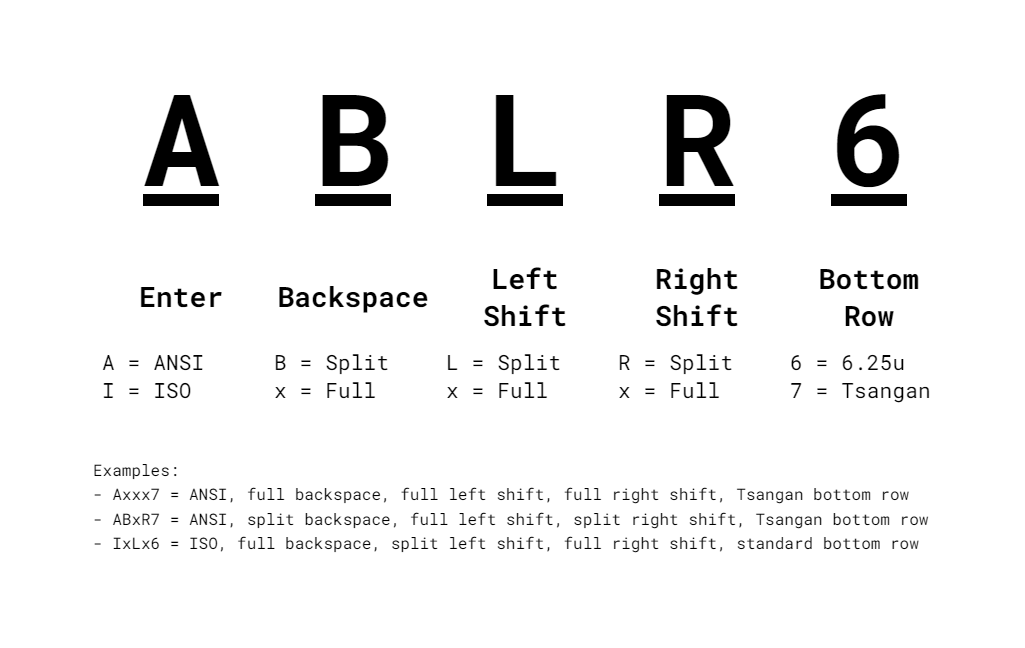 A B L R 6
Enter Backspace Left Shift Right Shift Bottom Row
A = ANSI B = Split L = Split R = Split 6 = 6.25u
I = ISO x = Full x = Full x = Full 7 = Tsangan
Examples:
- Axxx7 = ANSI, full backspace, full left shift, full right shift, Tsangan bottom row
- ABxR7 = ANSI, split backspace, full left shift, split right shift, Tsangan bottom row
- IxLx6 = ISO, full backspace, split left shift, full right shift, standard bottom row